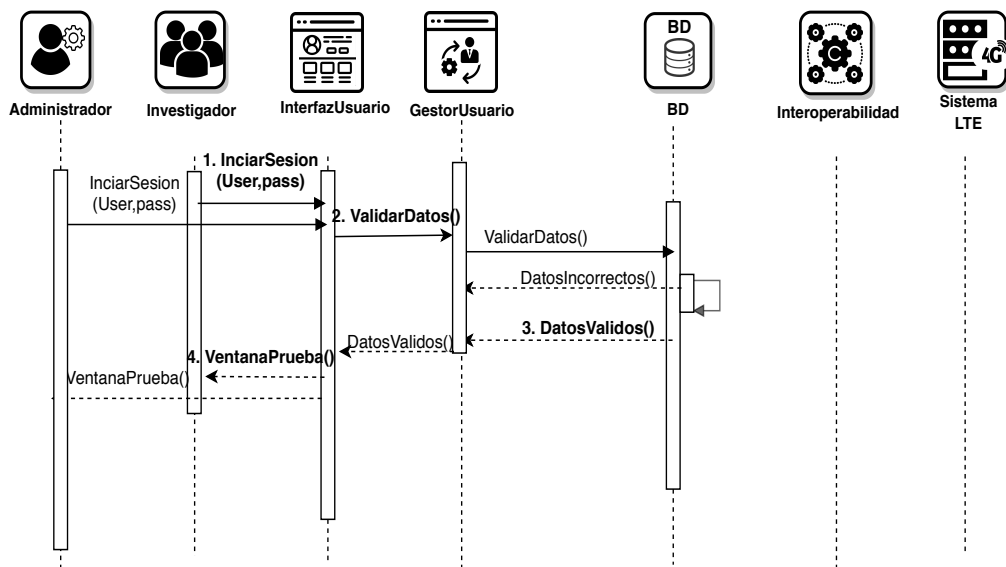 BD
4G
Administrador
Investigador
InterfazUsuario
GestorUsuario
BD
Interoperabilidad
Sistema
LTE
1. InciarSesion
(User,pass)
InciarSesion
(User,pass)
2. ValidarDatos()
ValidarDatos()
DatosIncorrectos()
3. DatosValidos()
DatosValidos()
4. VentanaPrueba()
VentanaPrueba()